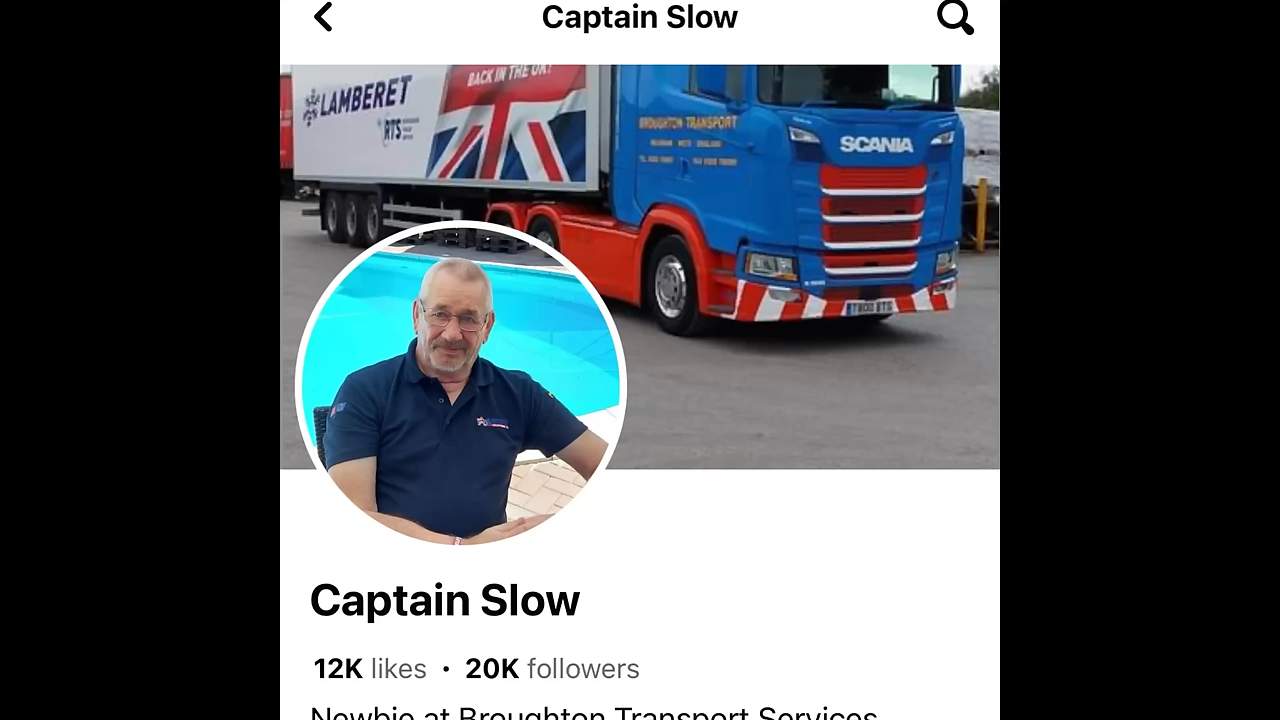 Captain Slow
BACK IN THE UK!
LAMBERET
RTS
BROUGHTON TRANSPORT
SCANIA
Captain Slow
12K likes · 20K followers
Newbie at Broughton Transport Services